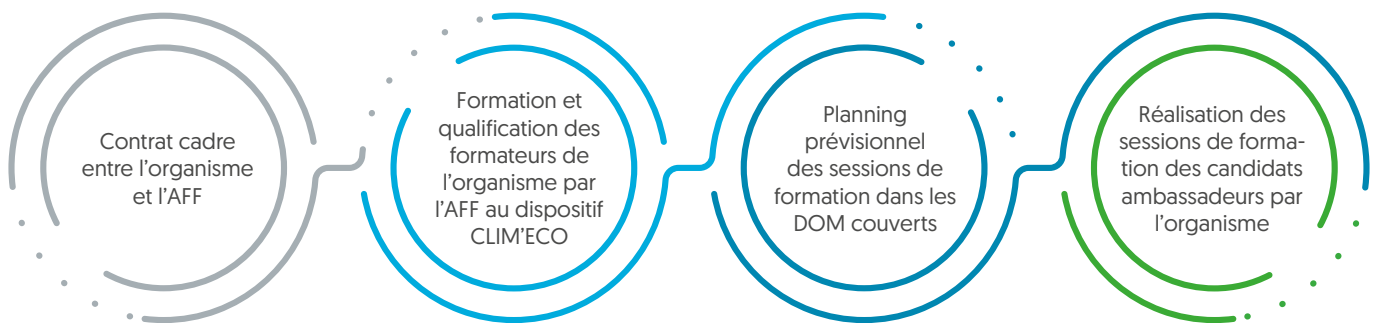 Contrat cadre
entre l’organisme
et l’AFF
Formation et
qualification des
formateurs de
l’organisme par
l’AFF au dispositif
CLIM’ECO
Planning
prévisionnel
des sessions de
formation dans les
DOM couverts
Réalisation des
sessions de forma-
tion des candidats
ambassadeurs par
l’organisme